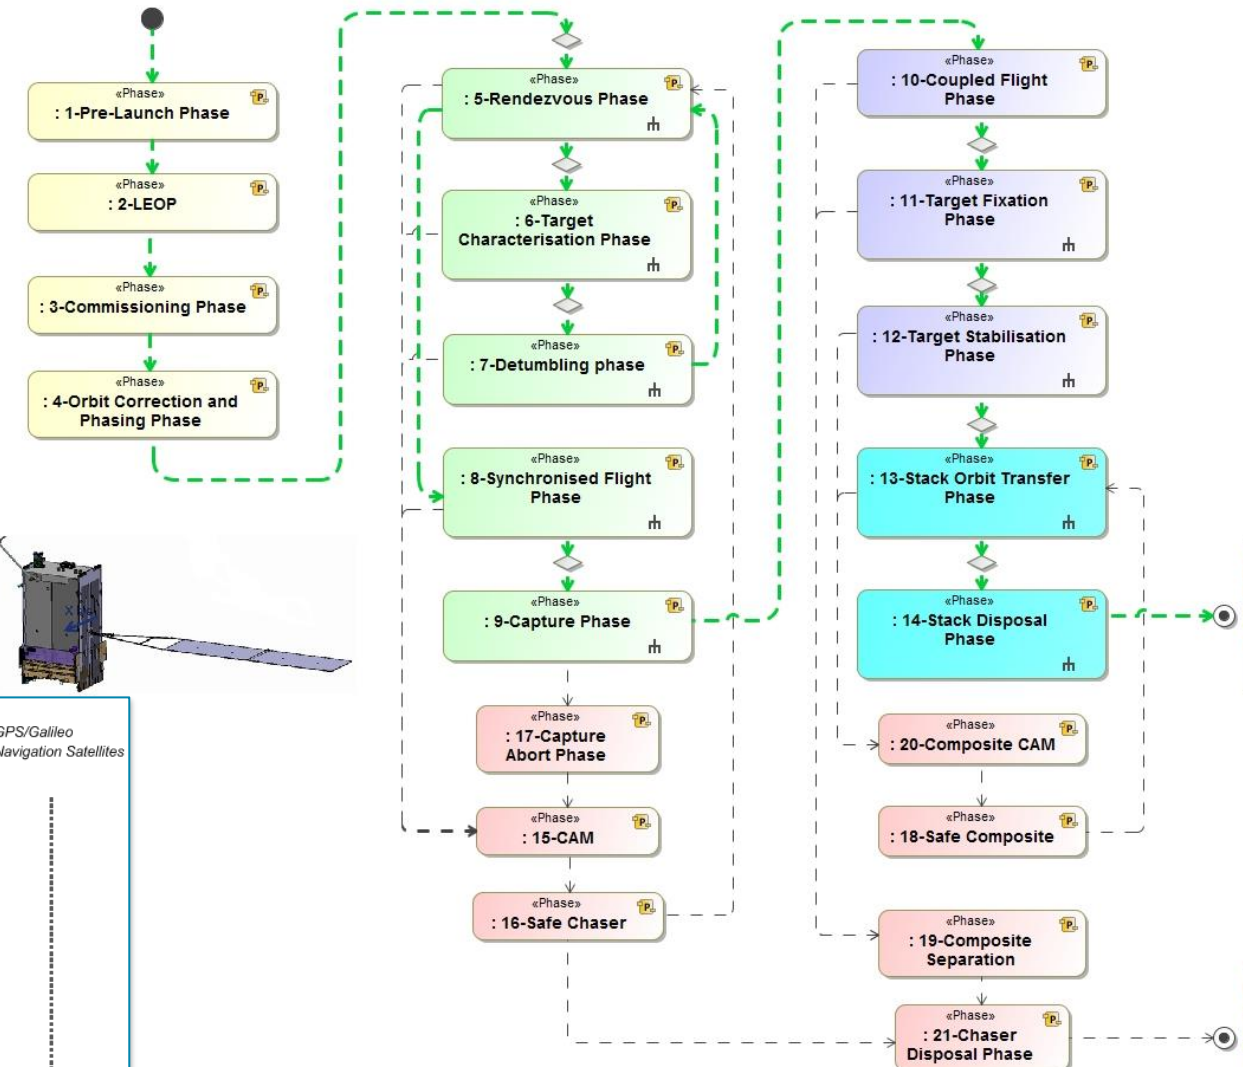 «Phase»
: 1-Pre-Launch Phase
«Phase»
: 2-LEOP
«Phase»
: 3-Commissioning Phase
«Phase»
: 4-Orbit Correction and
Phasing Phase
«Phase»
: 5-Rendezvous Phase
«Phase»
: 6-Target
Characterisation Phase
«Phase»
: 7-Detumbling phase
«Phase»
: 8-Synchronised Flight
Phase
«Phase»
: 9-Capture Phase
«Phase»
: 17-Capture
Abort Phase
«Phase»
: 15-CAM
«Phase»
: 16-Safe Chaser
«Phase»
: 10-Coupled Flight
Phase
«Phase»
: 11-Target Fixation
Phase
«Phase»
: 12-Target Stabilisation
Phase
«Phase»
: 13-Stack Orbit Transfer
Phase
«Phase»
: 14-Stack Disposal
Phase
«Phase»
: 20-Composite CAM
«Phase»
: 18-Safe Composite
«Phase»
: 19-Composite
Separation
«Phase»
: 21-Chaser
Disposal Phase
X
GPS/Galileo
Navigation Satellites